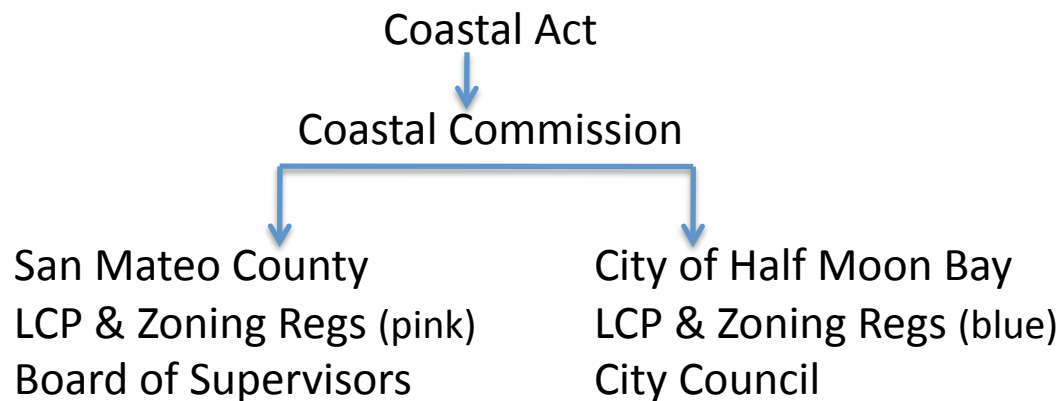 Coastal Act
Coastal Commission
San Mateo County
LCP & Zoning Regs (pink)
Board of Supervisors
City of Half Moon Bay
LCP & Zoning Regs (blue)
City Council